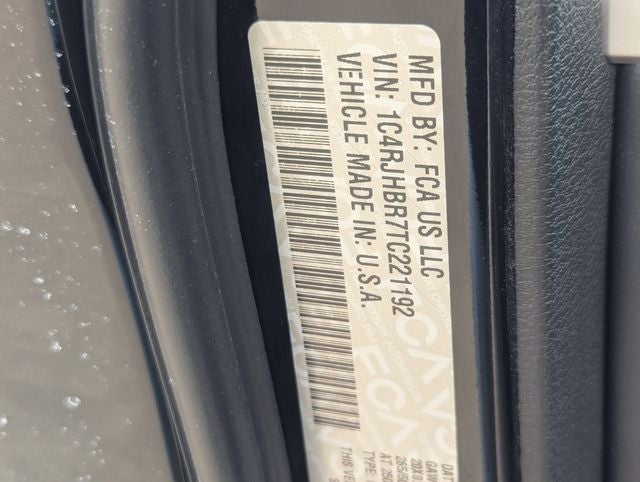 MFD BY: FCA US LLC
VIN: 1C4RJHBR7TC221192
VEHICLE MADE IN: U.S.A.